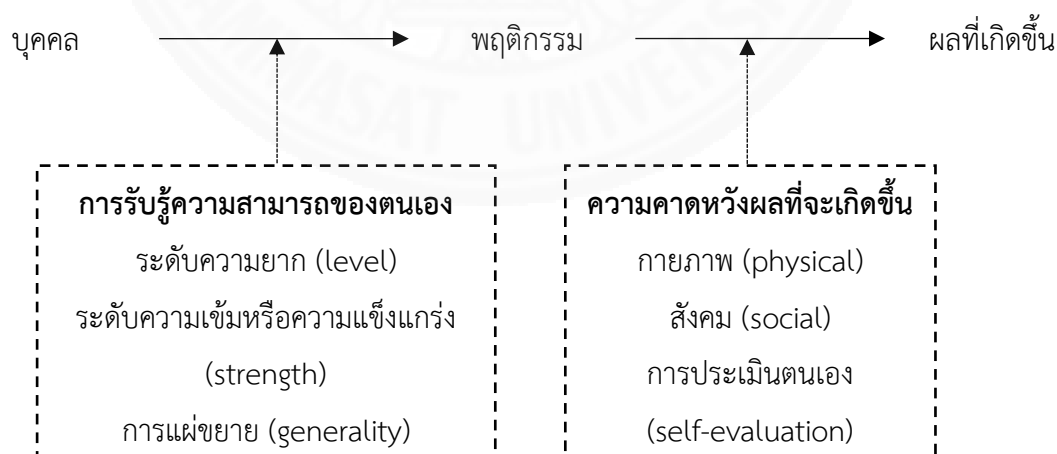 บุคคล พฤติกรรม ผลที่เกิดขึ้น
การรับรู้ความสามารถของตนเอง
ระดับความยาก (level)
ระดับความเข้มหรือความแข็งแกร่ง
(strength)
การแผ่ขยาย (generality)
ความคาดหวังผลที่จะเกิดขึ้น
กายภาพ (physical)
สังคม (social)
การประเมินตนเอง
(self-evaluation)